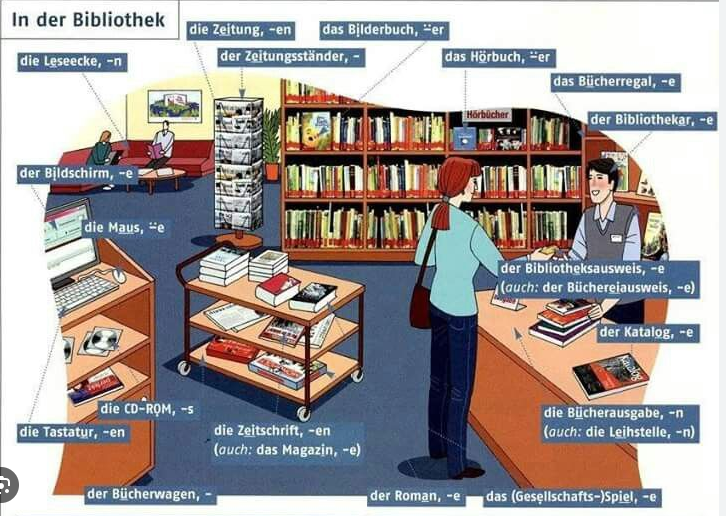 In der Bibliothek
die Zeitung, -en
das Bilderbuch, ⸚er
der Zeitungsständer, -
das Hörbuch, ⸚er
die Leseecke, -n
das Bücherregal, -e
Hörbücher
der Bibliothekar, -e
der Bildschirm, -e
die Maus, ⸚e
der Bibliotheksausweis, -e
(auch: der Büchereiausweis, -e)
der Katalog, -e
Katalog
die CD-ROM, -s
die Bücherausgabe, -n
(auch: die Leihstelle, -n)
die Tastatur, -en
die Zeitschrift, -en
(auch: das Magazin, -e)
der Bücherwagen, -
der Roman, -e
das (Gesellschafts-)Spiel, -e